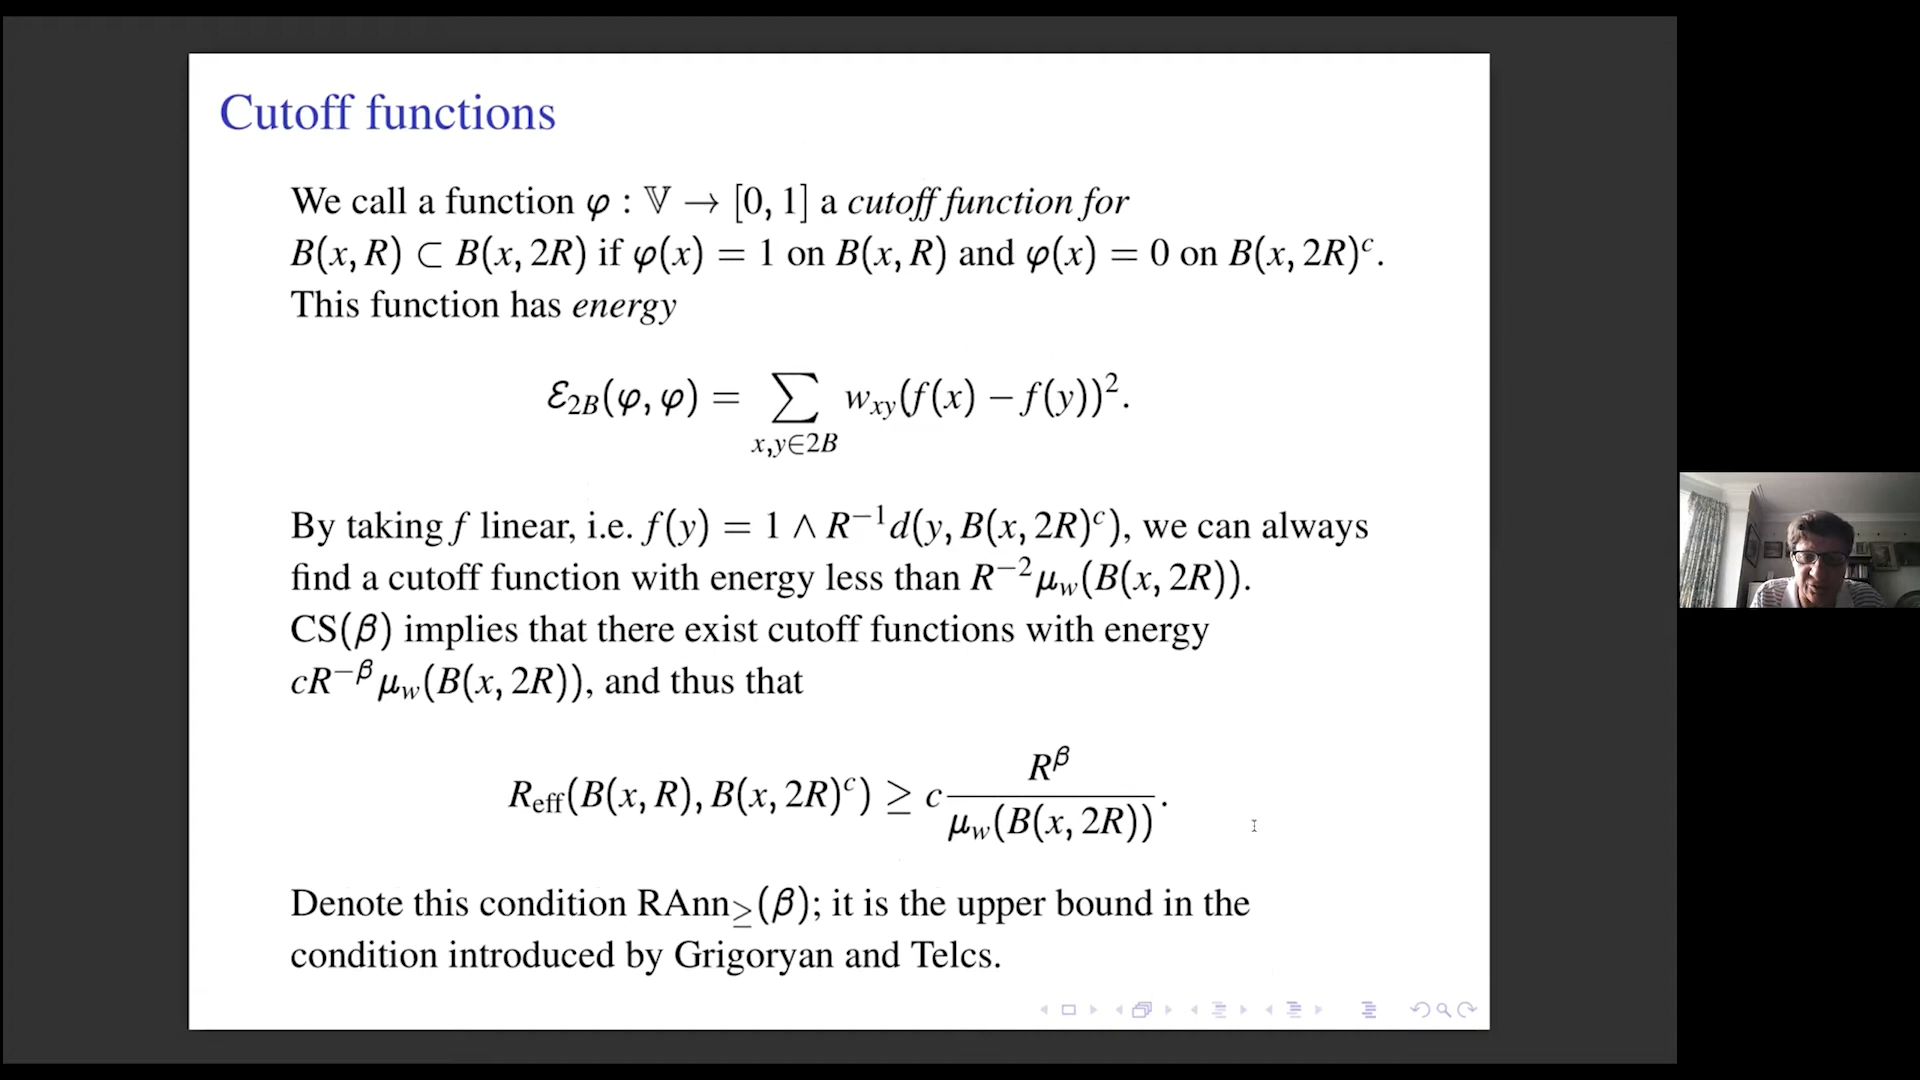 Cutoff functions
We call a function φ : 𝕍 → [0, 1] a cutoff function for
B(x, R) ⊂ B(x, 2R) if φ(x) = 1 on B(x, R) and φ(x) = 0 on B(x, 2R)ᶜ.
This function has energy
ℰ_{2B}(φ, φ) = ∑_{x,y∈2B} w_{xy}(f(x) − f(y))².
By taking f linear, i.e. f(y) = 1 ∧ R⁻¹d(y, B(x, 2R)ᶜ), we can always
find a cutoff function with energy less than R⁻²μ_w(B(x, 2R)).
CS(β) implies that there exist cutoff functions with energy
cR^{−β}μ_w(B(x, 2R)), and thus that
R_{eff}(B(x, R), B(x, 2R)ᶜ) ≥ c R^β / μ_w(B(x, 2R)).
Denote this condition RAnn_≥(β); it is the upper bound in the
condition introduced by Grigoryan and Telcs.